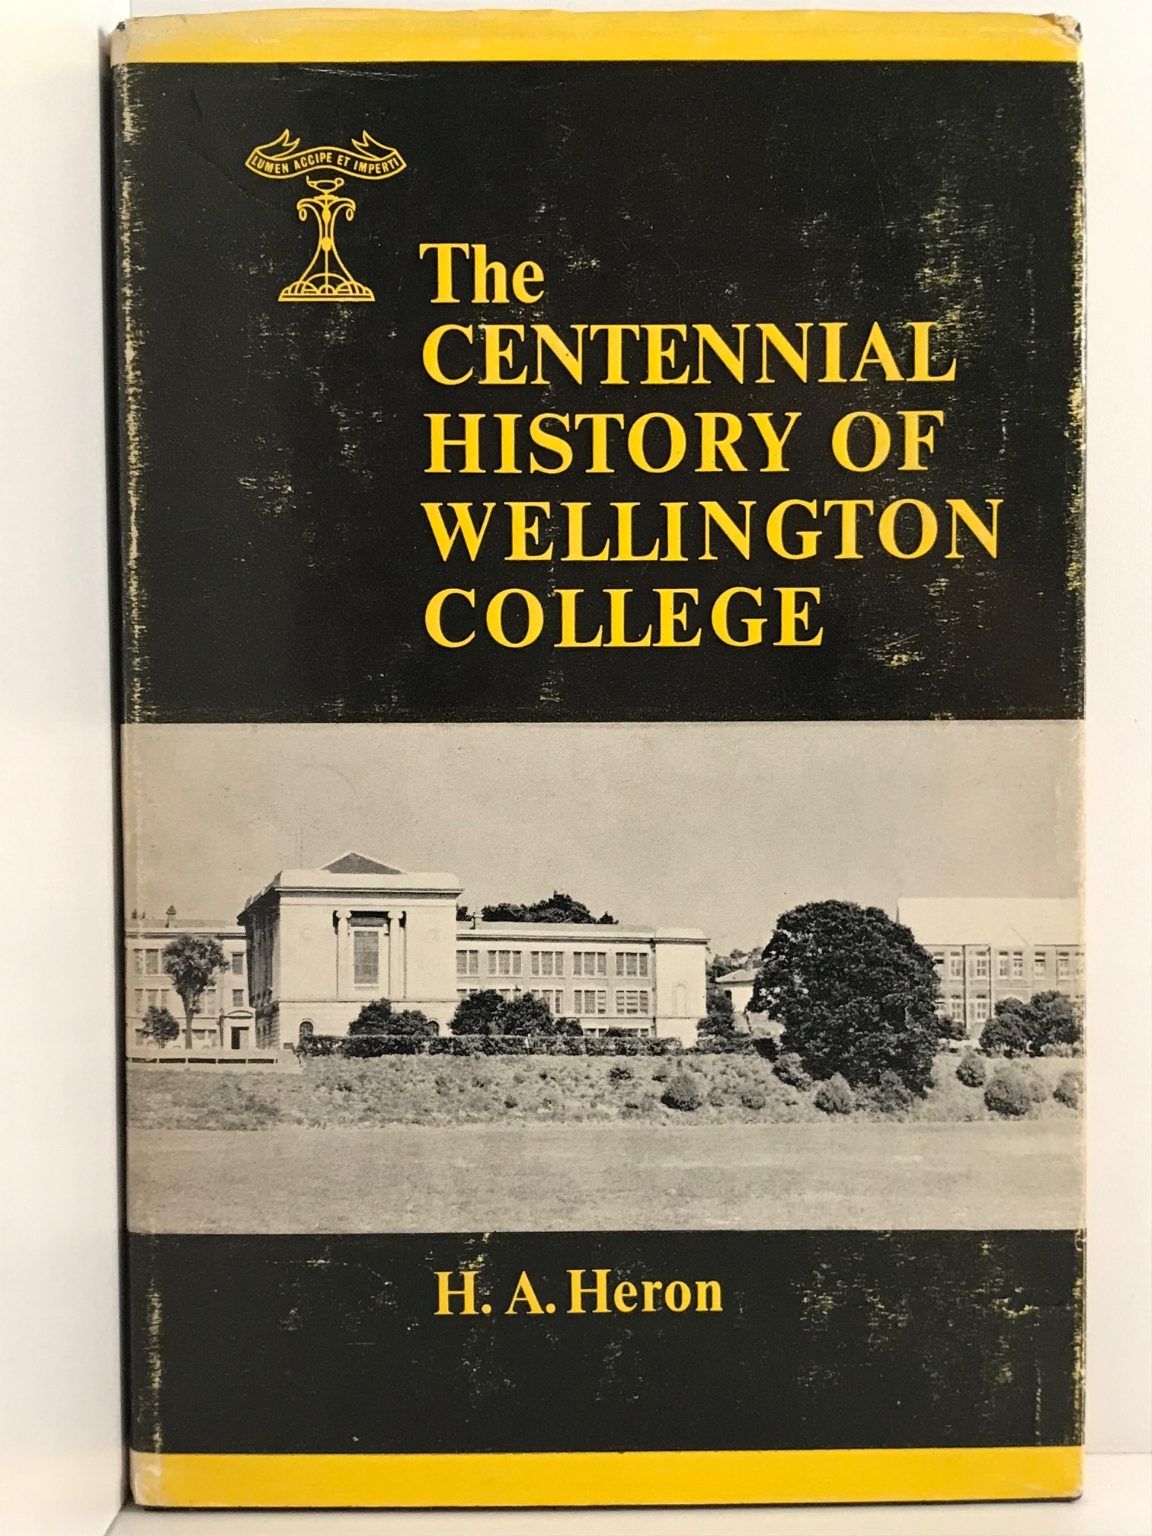 LUMEN ACCIPE ET IMPERTI
The
CENTENNIAL
HISTORY OF
WELLINGTON
COLLEGE
H. A. Heron